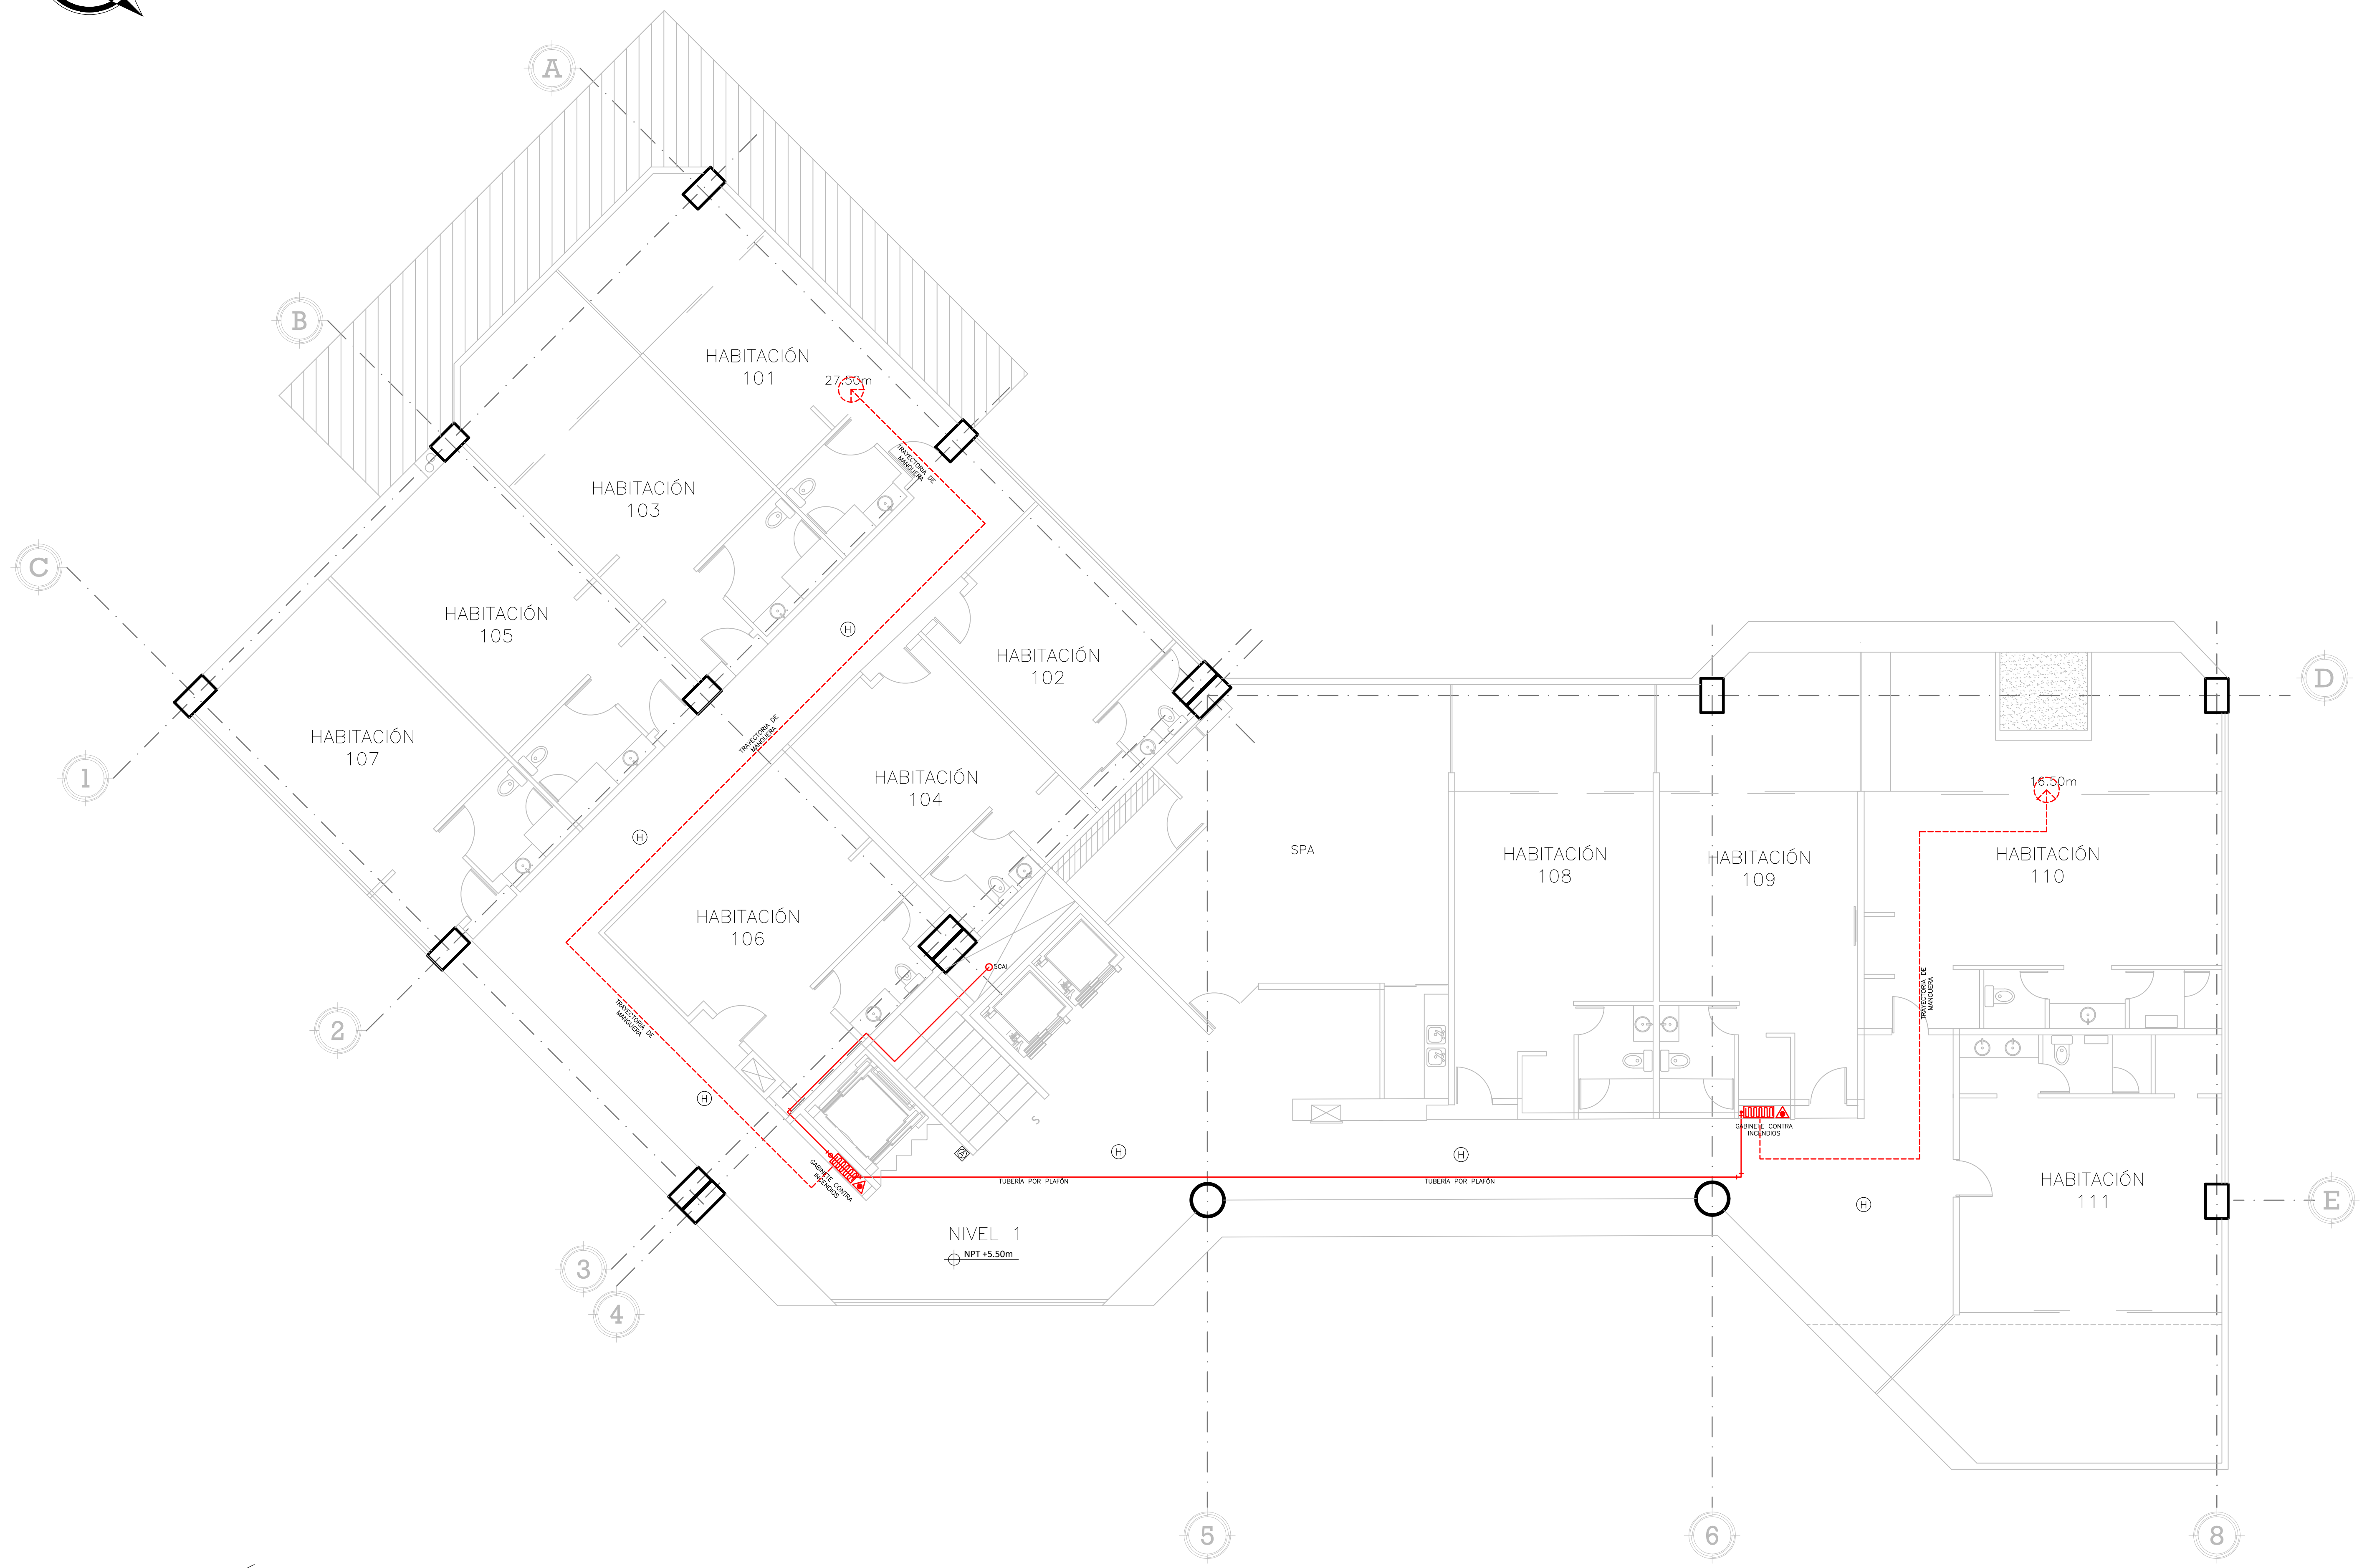 A
B
HABITACIÓN
101
27.50m
TRAYECTORIA DE
MANGUERA
HABITACIÓN
103
C
HABITACIÓN
105
H
HABITACIÓN
102
D
HABITACIÓN
107
TRAYECTORIA DE
MANGUERA
1
HABITACIÓN
104
16.50m
H
SPA
HABITACIÓN
108
HABITACIÓN
109
HABITACIÓN
110
HABITACIÓN
106
SCAI
TRAYECTORIA DE
MANGUERA
2
TRAYECTORIA DE
MANGUERA
H
S
GABINETE CONTRA
INCENDIOS
A
H
H
GABINETE CONTRA
INCENDIOS
TUBERÍA POR PLAFÓN
TUBERÍA POR PLAFÓN
HABITACIÓN
111
H
E
NIVEL 1
NPT +5.50m
3
4
5
6
8